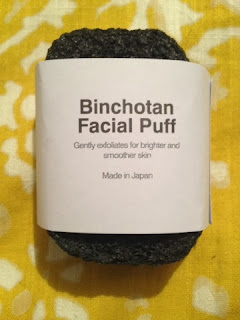 Binchotan
Facial Puff
Gently exfoliates for brighter and
smoother skin
Made in Japan